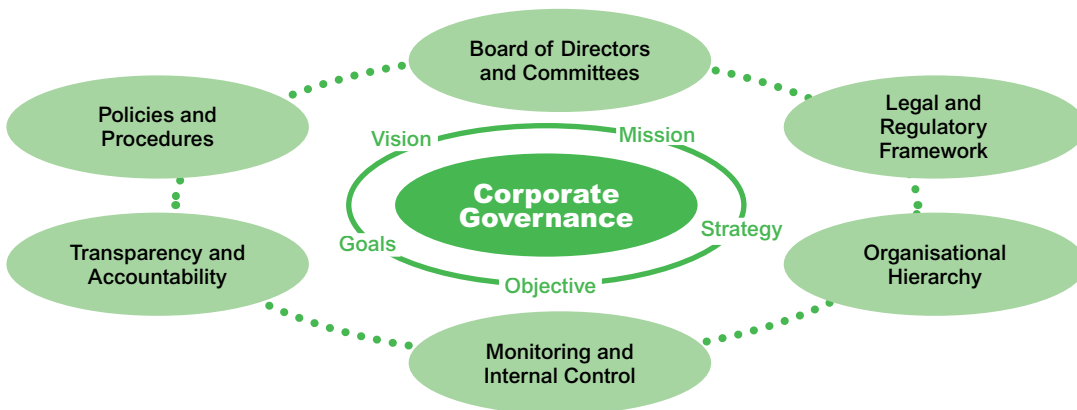 Board of Directors
and Committees
Policies and
Procedures
Legal and
Regulatory
Framework
Vision
Mission
Corporate
Governance
Strategy
Goals
Objective
Transparency and
Accountability
Organisational
Hierarchy
Monitoring and
Internal Control